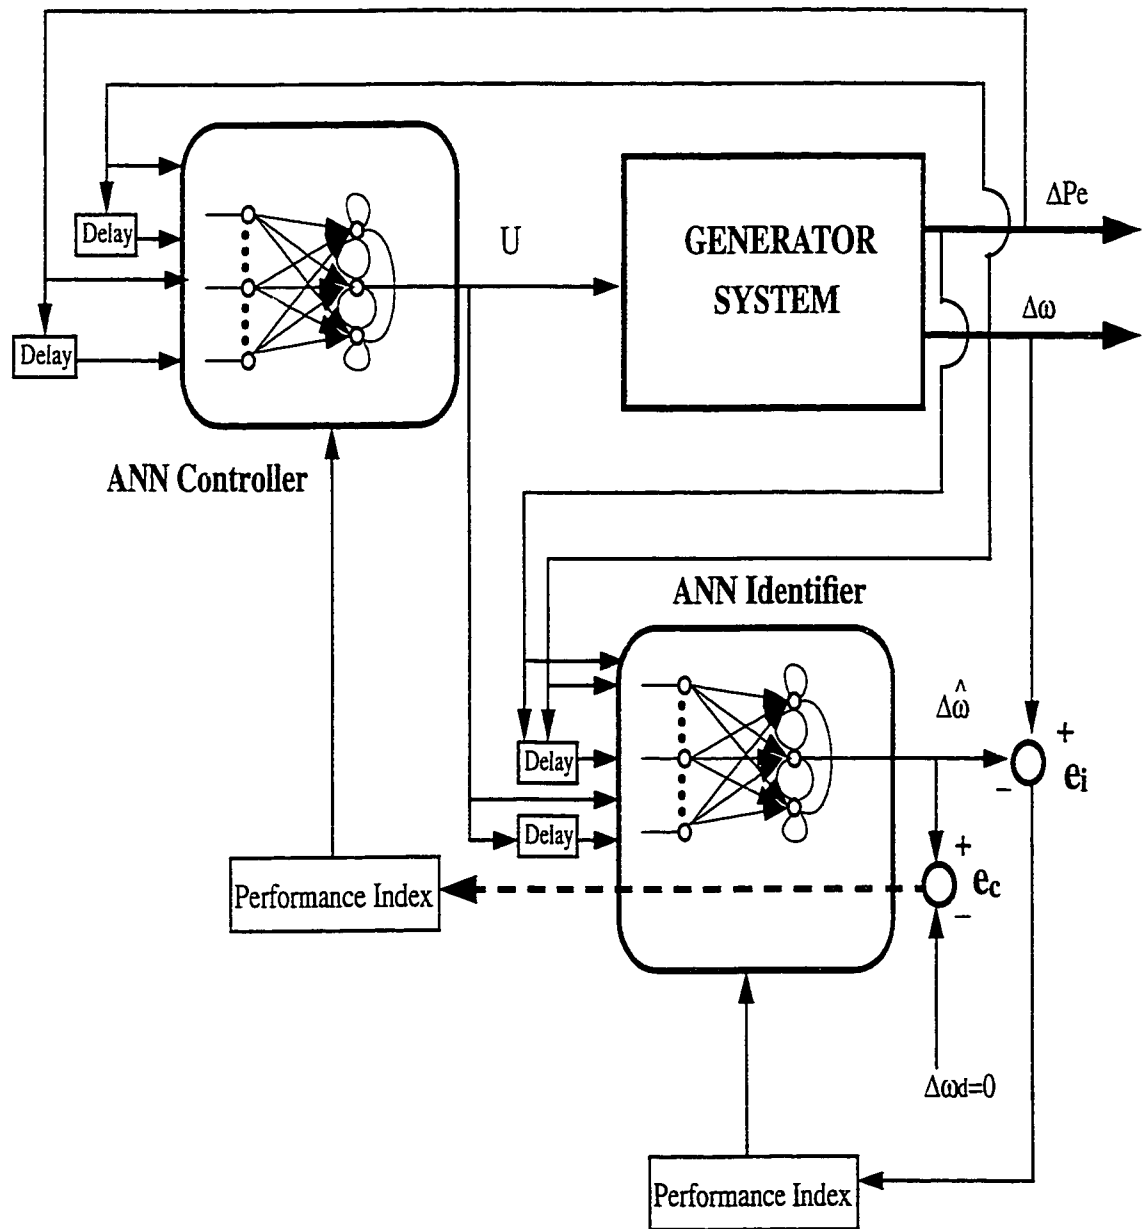 ΔPe
Delay
U
GENERATOR
SYSTEM
Δω
Delay
ANN Controller
ANN Identifier
Δω̂
+
ei
Delay
−
Delay
+
Performance Index
ec
−
Δωd=0
Performance Index